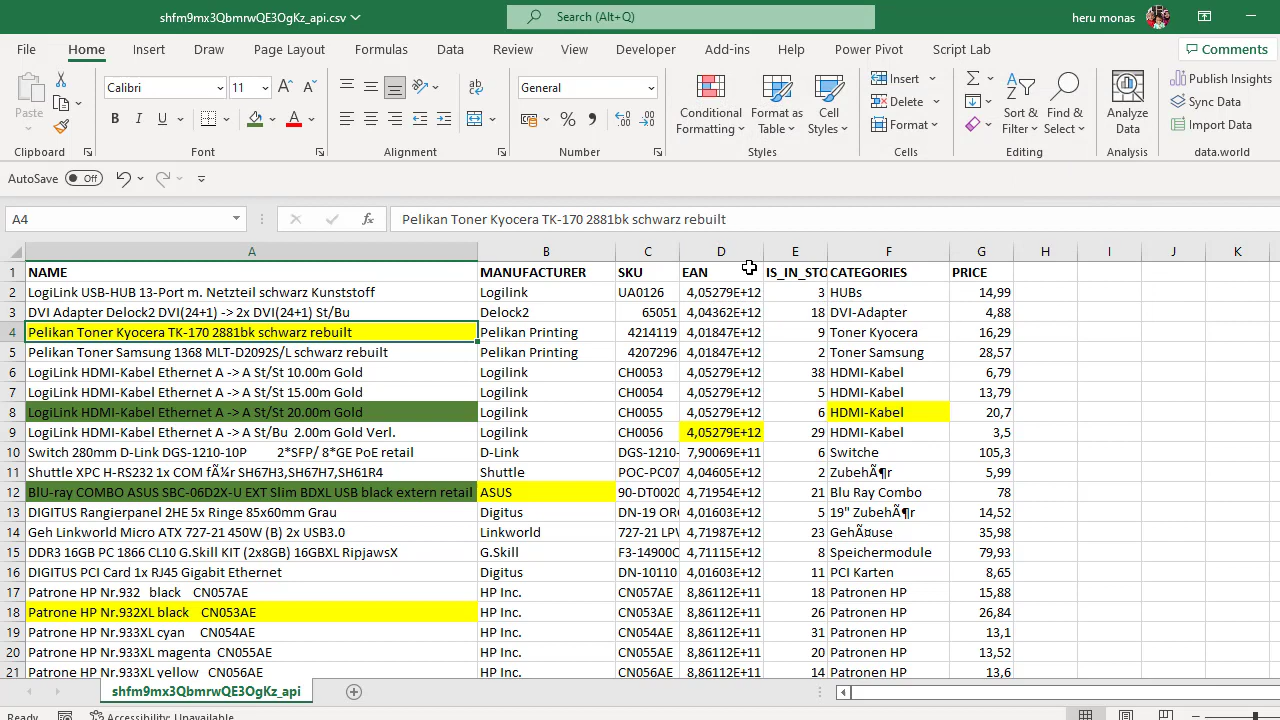 shfm9mx3QbmrwQE3OgKz_api.csv
Search (Alt+Q)
heru monas
File Home Insert Draw Page Layout Formulas Data Review View Developer Add-ins Help Power Pivot Script Lab Comments
Paste
Clipboard
Calibri 11
B I U A
Font
Alignment
General
Number
Conditional Formatting
Format as Table
Cell Styles
Styles
Insert
Delete
Format
Cells
Sort & Filter
Find & Select
Editing
Analyze Data
Analysis
Publish Insights
Sync Data
Import Data
data.world
AutoSave Off
A4 fx Pelikan Toner Kyocera TK-170 2881bk schwarz rebuilt
A B C D E F G H I J K
1 NAME MANUFACTURER SKU EAN IS_IN_STO CATEGORIES PRICE
2 LogiLink USB-HUB 13-Port m. Netzteil schwarz Kunststoff Logilink UA0126 4,05279E+12 3 HUBs 14,99
3 DVI Adapter Delock2 DVI(24+1) -> 2x DVI(24+1) St/Bu Delock2 65051 4,04362E+12 18 DVI-Adapter 4,88
4 Pelikan Toner Kyocera TK-170 2881bk schwarz rebuilt Pelikan Printing 4214119 4,01847E+12 9 Toner Kyocera 16,29
5 Pelikan Toner Samsung 1368 MLT-D2092S/L schwarz rebuilt Pelikan Printing 4207296 4,01847E+12 2 Toner Samsung 28,57
6 LogiLink HDMI-Kabel Ethernet A -> A St/St 10.00m Gold Logilink CH0053 4,05279E+12 38 HDMI-Kabel 6,79
7 LogiLink HDMI-Kabel Ethernet A -> A St/St 15.00m Gold Logilink CH0054 4,05279E+12 5 HDMI-Kabel 13,79
8 LogiLink HDMI-Kabel Ethernet A -> A St/St 20.00m Gold Logilink CH0055 4,05279E+12 6 HDMI-Kabel 20,7
9 LogiLink HDMI-Kabel Ethernet A -> A St/Bu 2.00m Gold Verl. Logilink CH0056 4,05279E+12 29 HDMI-Kabel 3,5
10 Switch 280mm D-Link DGS-1210-10P 2*SFP/ 8*GE PoE retail D-Link DGS-1210- 7,90069E+11 6 Switche 105,3
11 Shuttle XPC H-RS232 1x COM fÃ¼r SH67H3,SH67H7,SH61R4 Shuttle POC-PC07 4,04605E+12 2 ZubehÃ¶r 5,99
12 BlU-ray COMBO ASUS SBC-06D2X-U EXT Slim BDXL USB black extern retail ASUS 90-DT0020 4,71954E+12 21 Blu Ray Combo 78
13 DIGITUS Rangierpanel 2HE 5x Ringe 85x60mm Grau Digitus DN-19 ORG 4,01603E+12 5 19" ZubehÃ¶r 14,52
14 Geh Linkworld Micro ATX 727-21 450W (B) 2x USB3.0 Linkworld 727-21 LPV 4,71987E+12 23 GehÃ¤use 35,98
15 DDR3 16GB PC 1866 CL10 G.Skill KIT (2x8GB) 16GBXL RipjawsX G.Skill F3-14900C 4,71115E+12 8 Speichermodule 79,93
16 DIGITUS PCI Card 1x RJ45 Gigabit Ethernet Digitus DN-10110 4,01603E+12 11 PCI Karten 8,65
17 Patrone HP Nr.932 black CN057AE HP Inc. CN057AE 8,86112E+11 18 Patronen HP 15,88
18 Patrone HP Nr.932XL black CN053AE HP Inc. CN053AE 8,86112E+11 26 Patronen HP 26,84
19 Patrone HP Nr.933XL cyan CN054AE HP Inc. CN054AE 8,86112E+11 31 Patronen HP 13,1
20 Patrone HP Nr.933XL magenta CN055AE HP Inc. CN055AE 8,86112E+11 20 Patronen HP 13,52
21 Patrone HP Nr.933XL yellow CN056AE HP Inc. CN056AE 8,86112E+11 14 Patronen HP 13,6
shfm9mx3QbmrwQE3OgKz_api
Ready Accessibility: Unavailable